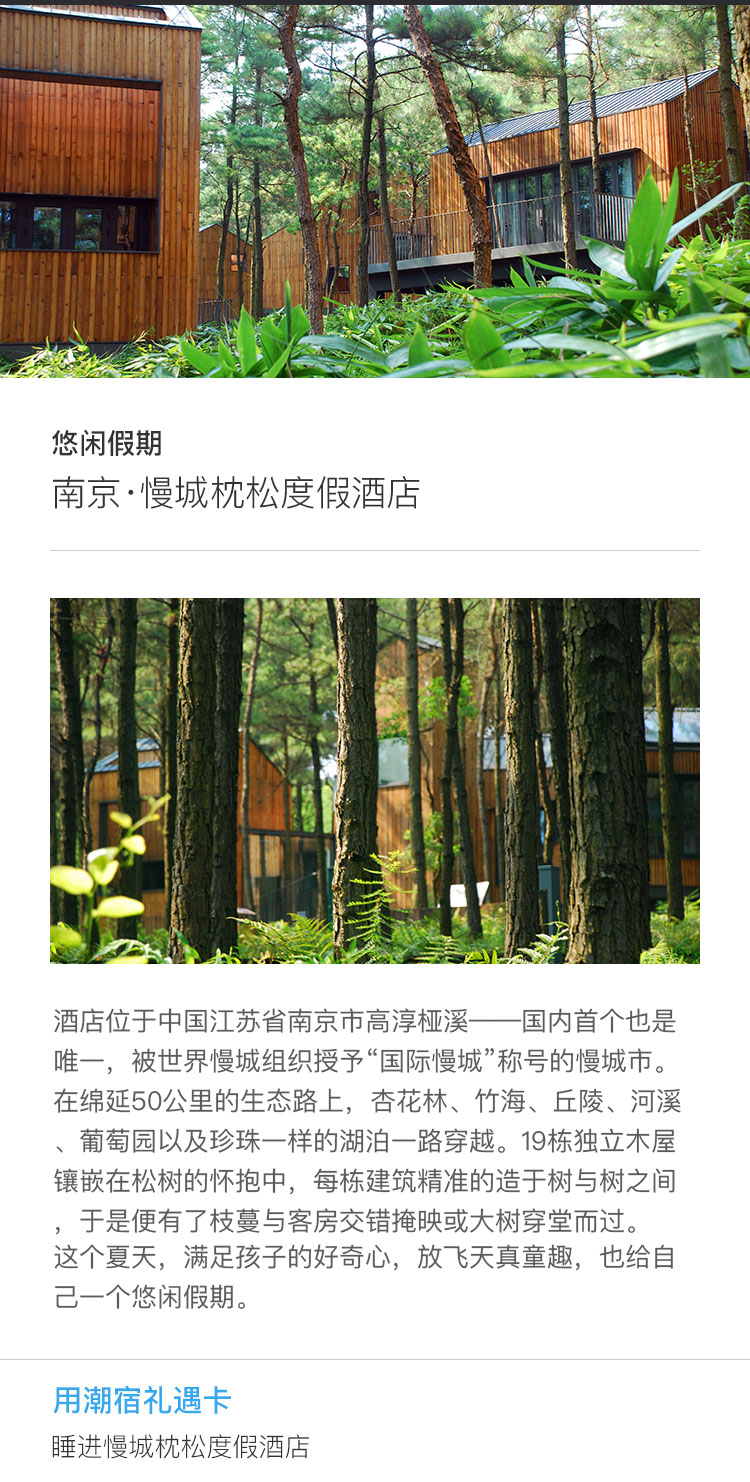 悠闲假期
南京·慢城枕松度假酒店
酒店位于中国江苏省南京市高淳桠溪——国内首个也是
唯一，被世界慢城组织授予“国际慢城”称号的慢城市。
在绵延50公里的生态路上，杏花林、竹海、丘陵、河溪
、葡萄园以及珍珠一样的湖泊一路穿越。19栋独立木屋
镶嵌在松树的怀抱中，每栋建筑精准的造于树与树之间
，于是便有了枝蔓与客房交错掩映或大树穿堂而过。
这个夏天，满足孩子的好奇心，放飞天真童趣，也给自
己一个悠闲假期。
用潮宿礼遇卡
睡进慢城枕松度假酒店